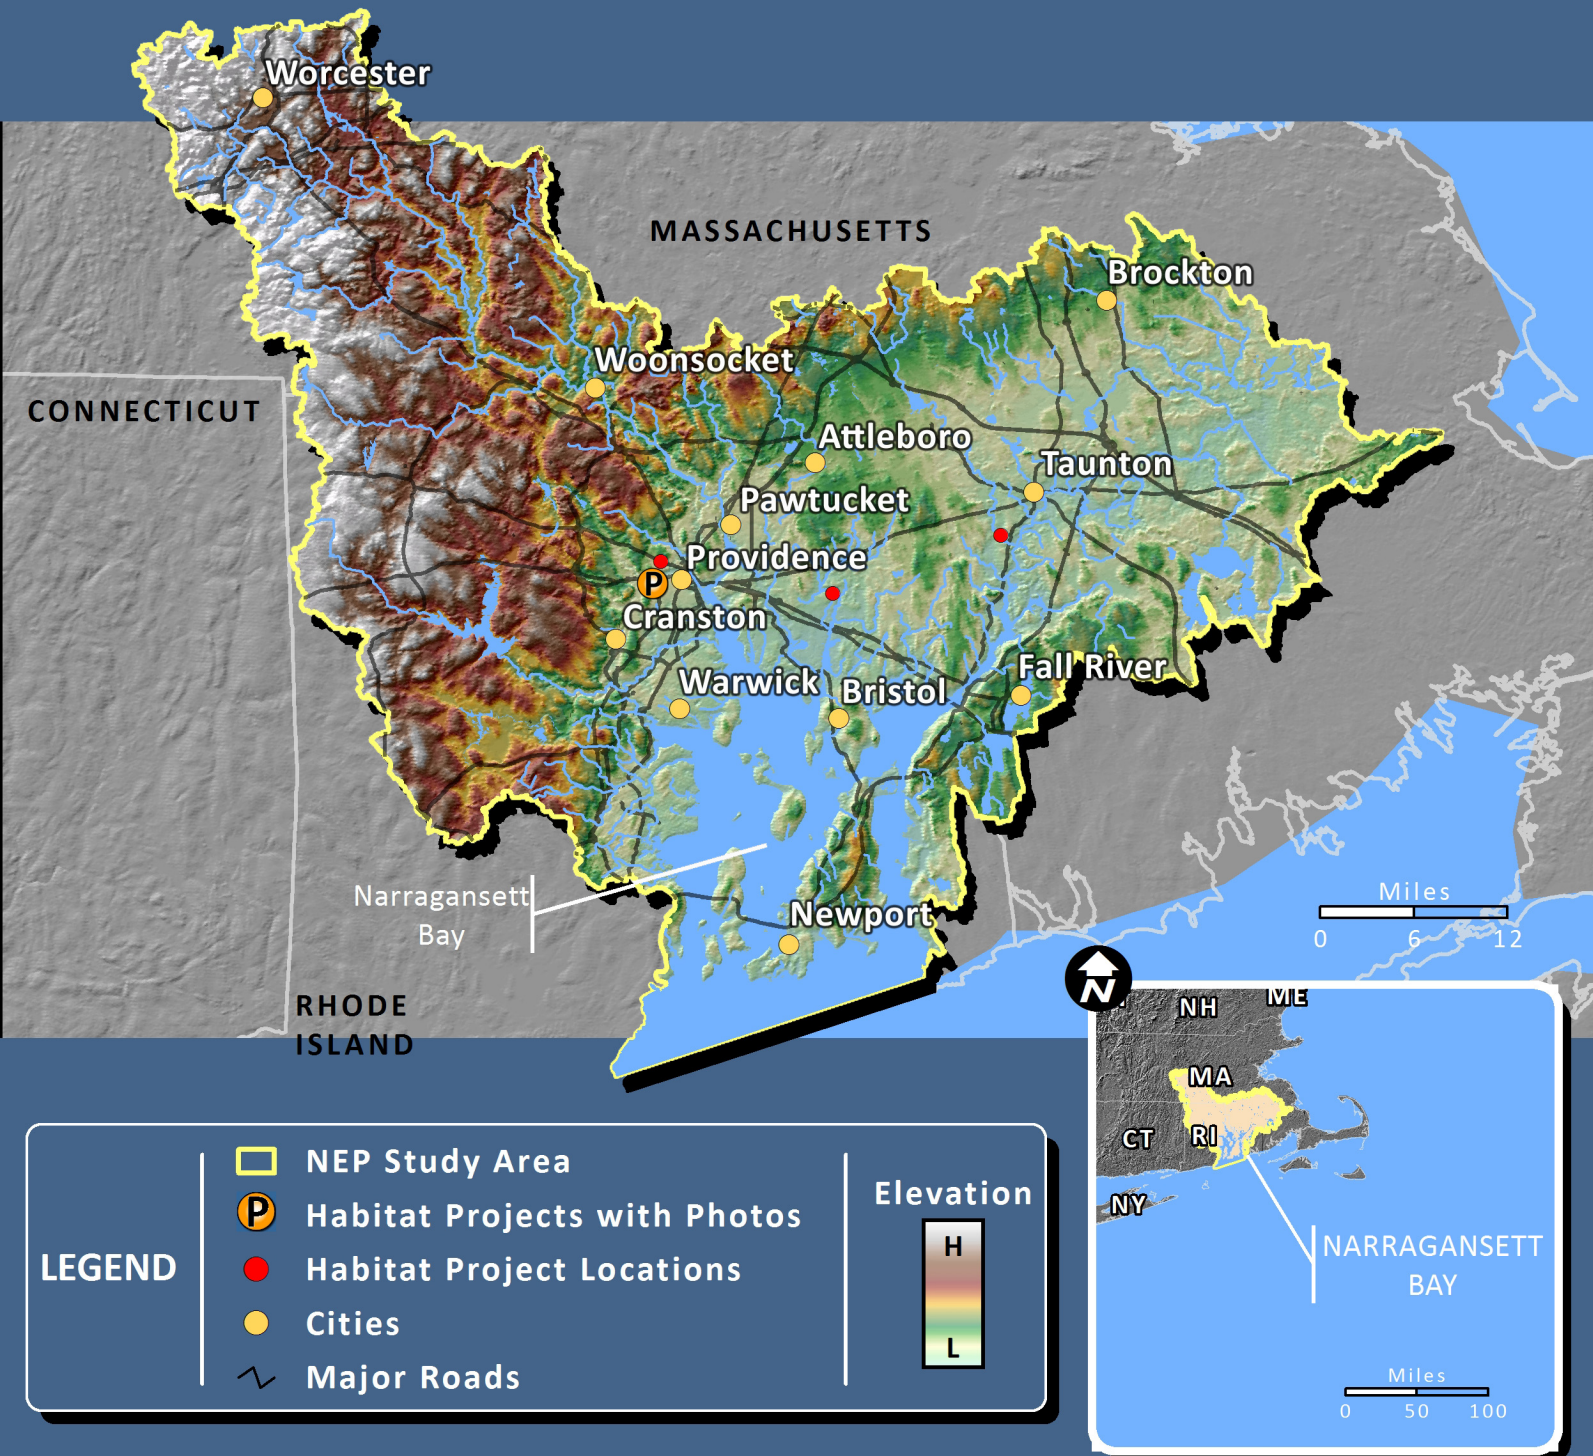 Worcester
MASSACHUSETTS
Brockton
Woonsocket
CONNECTICUT
Attleboro
Taunton
Pawtucket
Providence
P
Cranston
Fall River
Warwick
Bristol
Narragansett
Bay
Newport
Miles
0 6 12
RHODE
ISLAND
N
NH
ME
MA
CT
RI
NY
NARRAGANSETT
BAY
Miles
0 50 100
LEGEND
NEP Study Area
P
Habitat Projects with Photos
Habitat Project Locations
Cities
Major Roads
Elevation
H
L